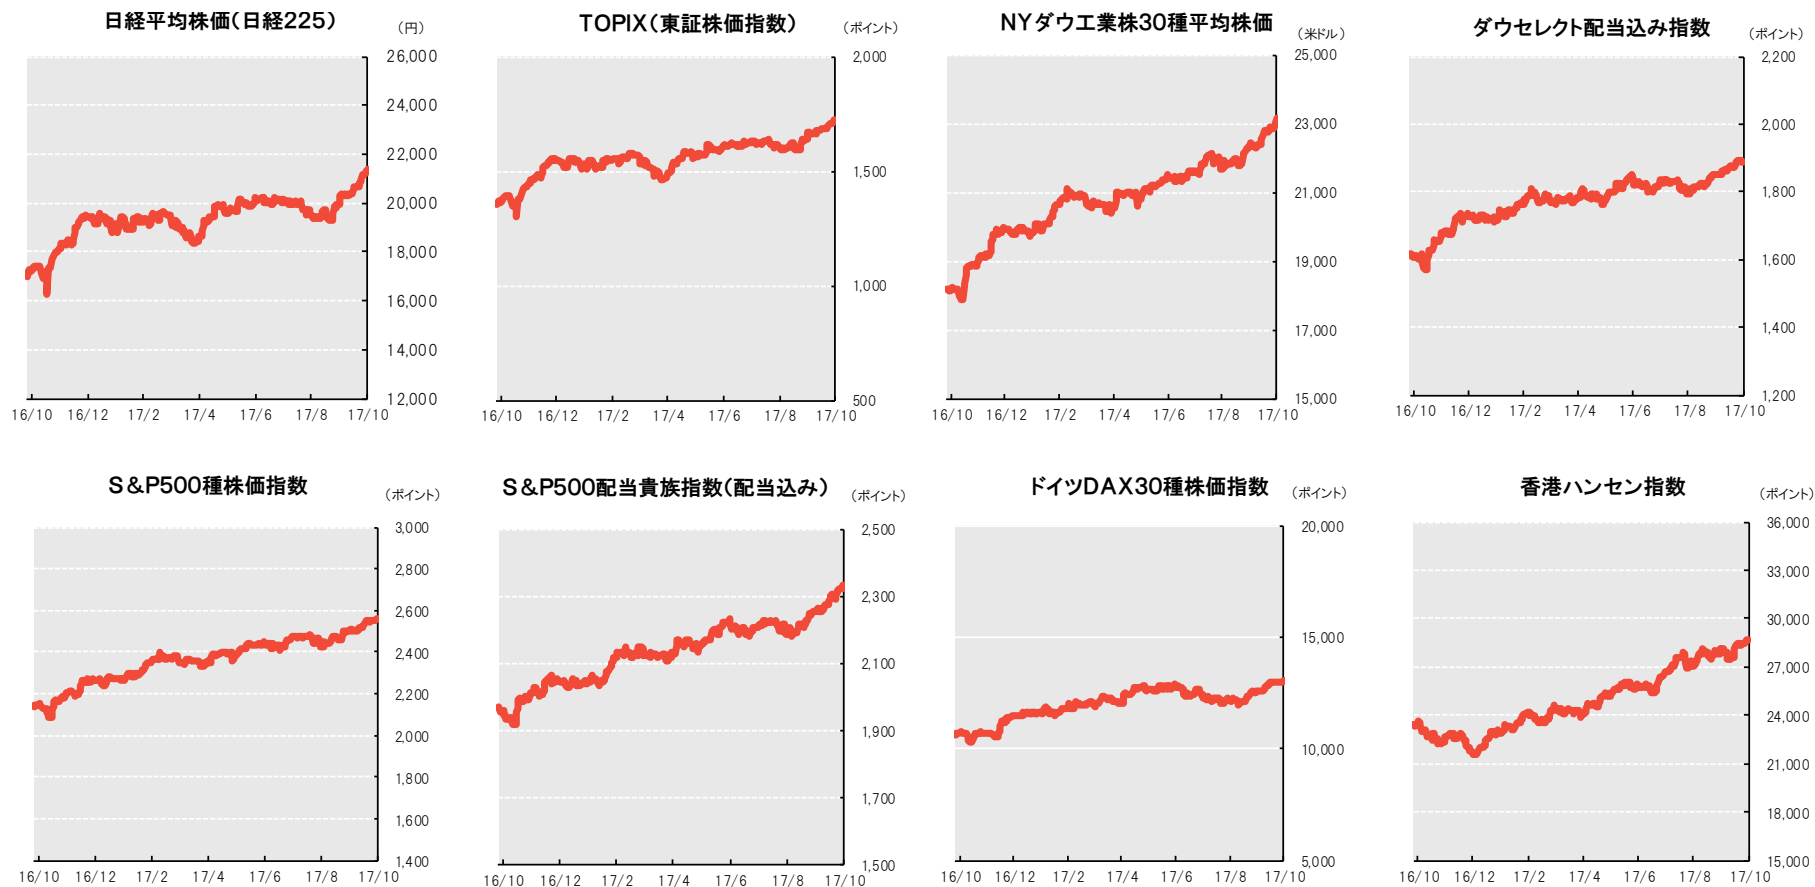 日経平均株価(日経225)
(円)
26,000
24,000
22,000
20,000
18,000
16,000
14,000
12,000
16/10 16/12 17/2 17/4 17/6 17/8 17/10
TOPIX(東証株価指数)
(ポイント)
2,000
1,500
1,000
500
16/10 16/12 17/2 17/4 17/6 17/8 17/10
NYダウ工業株30種平均株価
(米ドル)
25,000
23,000
21,000
19,000
17,000
15,000
16/10 16/12 17/2 17/4 17/6 17/8 17/10
ダウセレクト配当込み指数
(ポイント)
2,200
2,000
1,800
1,600
1,400
1,200
16/10 16/12 17/2 17/4 17/6 17/8 17/10
S&P500種株価指数
(ポイント)
3,000
2,800
2,600
2,400
2,200
2,000
1,800
1,600
1,400
16/10 16/12 17/2 17/4 17/6 17/8 17/10
S&P500配当貴族指数(配当込み)
(ポイント)
2,500
2,300
2,100
1,900
1,700
1,500
16/10 16/12 17/2 17/4 17/6 17/8 17/10
ドイツDAX30種株価指数
(ポイント)
20,000
15,000
10,000
5,000
16/10 16/12 17/2 17/4 17/6 17/8 17/10
香港ハンセン指数
(ポイント)
36,000
33,000
30,000
27,000
24,000
21,000
18,000
15,000
16/10 16/12 17/2 17/4 17/6 17/8 17/10